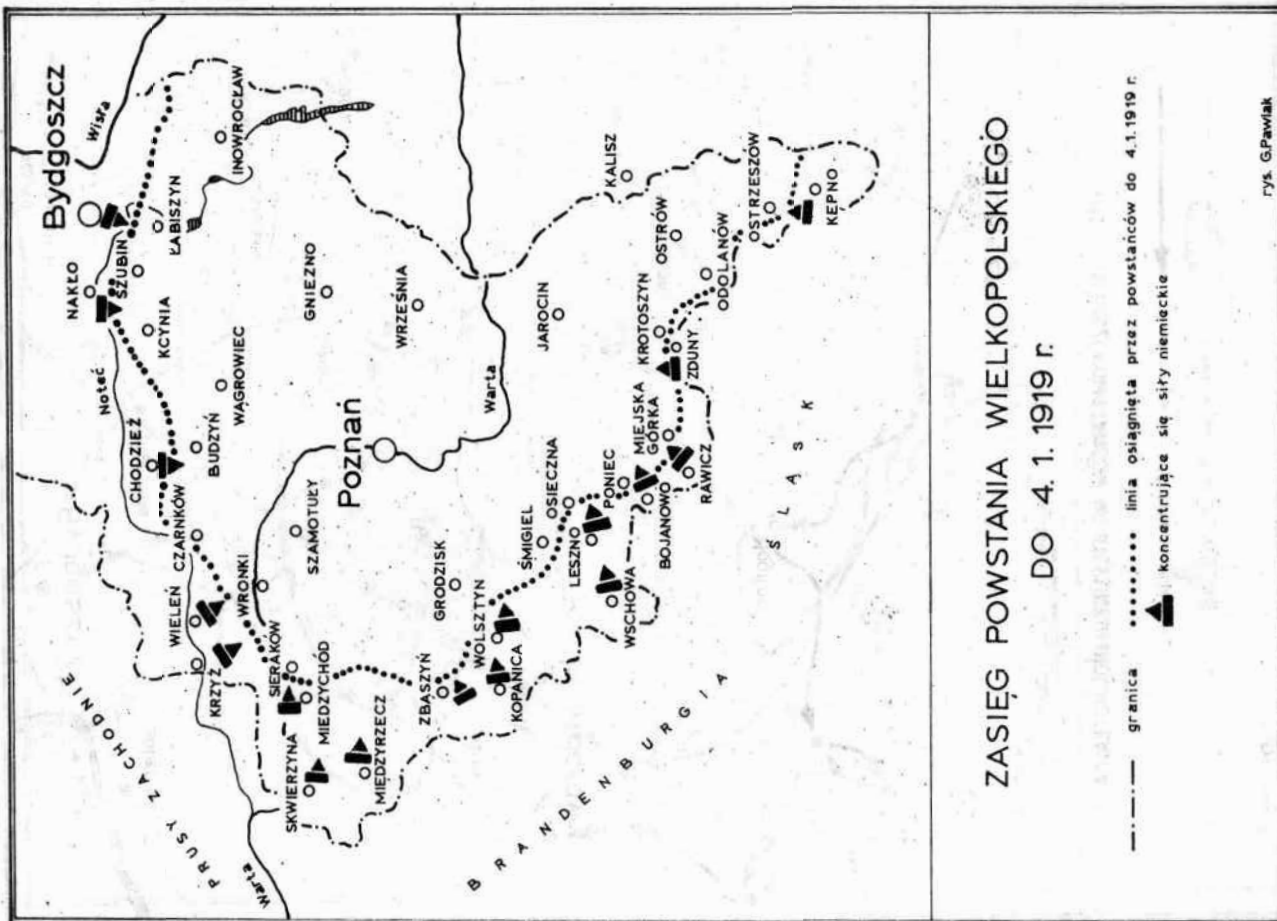 Bydgoszcz
Wisła
NAKŁO
SZUBIN
ŁABISZYN
INOWROCŁAW
Noteć
KCYNIA
CHODZIEŻ
BUDZYŃ
WĄGROWIEC
GNIEZNO
WRZEŚNIA
CZARNKÓW
WIELEŃ
KRZYŻ
WRONKI
SZAMOTUŁY
Poznań
PRUSY ZACHODNIE
Warta
SIERAKÓW
MIEDZYCHÓD
SKWIERZYNA
MIĘDZYRZECZ
GRODZISK
ZBĄSZYŃ
WOLSZTYN
KOPANICA
ŚMIGIEL
OSIECZNA
LESZNO
WSCHOWA
PONIEC
BOJANOWO
MIEJSKA
GÓRKA
RAWICZ
Warta
JAROCIN
KROTOSZYN
ZDUNY
KALISZ
OSTRÓW
ODOLANÓW
OSTRZESZÓW
KĘPNO
BRANDENBURGIA
ŚLĄSK
ZASIĘG POWSTANIA WIELKOPOLSKIEGO
DO 4. 1. 1919 r.
granica
linia osiągnięta przez powstańców do 4.1.1919 r.
koncentrujące się siły niemieckie
rys. G.Pawlak